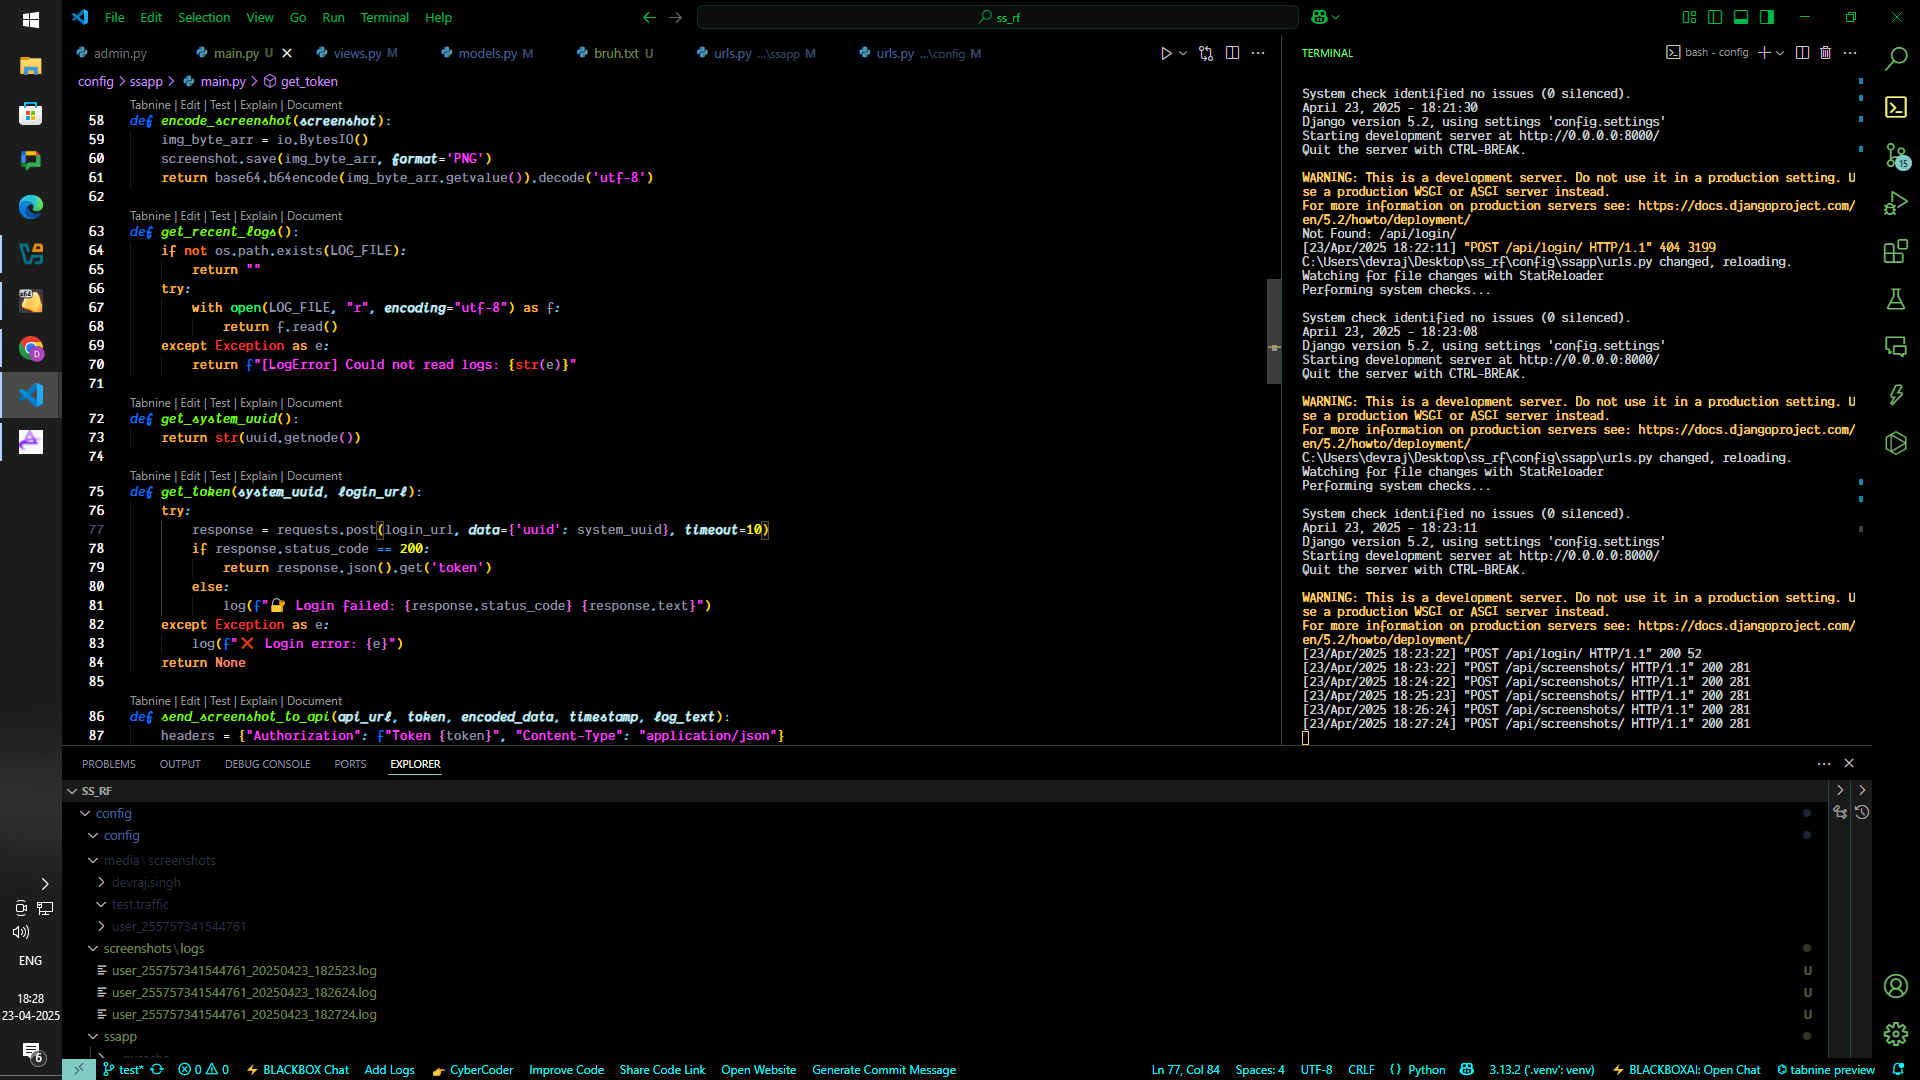 File Edit Selection View Go Run Terminal Help
ss_rf
admin.py
main.py U
views.py M
models.py M
bruh.txt U
urls.py ...\ssapp M
urls.py ...\config M
config > ssapp > main.py > get_token
Tabnine | Edit | Test | Explain | Document
58 def encode_screenshot(screenshot):
59 img_byte_arr = io.BytesIO()
60 screenshot.save(img_byte_arr, format='PNG')
61 return base64.b64encode(img_byte_arr.getvalue()).decode('utf-8')
62
Tabnine | Edit | Test | Explain | Document
63 def get_recent_logs():
64 if not os.path.exists(LOG_FILE):
65 return ""
66 try:
67 with open(LOG_FILE, "r", encoding="utf-8") as f:
68 return f.read()
69 except Exception as e:
70 return f"[LogError] Could not read logs: {str(e)}"
71
Tabnine | Edit | Test | Explain | Document
72 def get_system_uuid():
73 return str(uuid.getnode())
74
Tabnine | Edit | Test | Explain | Document
75 def get_token(system_uuid, login_url):
76 try:
77 response = requests.post(login_url, data={'uuid': system_uuid}, timeout=10)
78 if response.status_code == 200:
79 return response.json().get('token')
80 else:
81 log(f"🔐 Login failed: {response.status_code} {response.text}")
82 except Exception as e:
83 log(f"❌ Login error: {e}")
84 return None
85
Tabnine | Edit | Test | Explain | Document
86 def send_screenshot_to_api(api_url, token, encoded_data, timestamp, log_text):
87 headers = {"Authorization": f"Token {token}", "Content-Type": "application/json"}
TERMINAL
bash - config
System check identified no issues (0 silenced).
April 23, 2025 - 18:21:30
Django version 5.2, using settings 'config.settings'
Starting development server at http://0.0.0.0:8000/
Quit the server with CTRL-BREAK.
WARNING: This is a development server. Do not use it in a production setting. U
se a production WSGI or ASGI server instead.
For more information on production servers see: https://docs.djangoproject.com/
en/5.2/howto/deployment/
Not Found: /api/login/
[23/Apr/2025 18:22:11] "POST /api/login/ HTTP/1.1" 404 3199
C:\Users\devraj\Desktop\ss_rf\config\ssapp\urls.py changed, reloading.
Watching for file changes with StatReloader
Performing system checks...
System check identified no issues (0 silenced).
April 23, 2025 - 18:23:08
Django version 5.2, using settings 'config.settings'
Starting development server at http://0.0.0.0:8000/
Quit the server with CTRL-BREAK.
WARNING: This is a development server. Do not use it in a production setting. U
se a production WSGI or ASGI server instead.
For more information on production servers see: https://docs.djangoproject.com/
en/5.2/howto/deployment/
C:\Users\devraj\Desktop\ss_rf\config\ssapp\urls.py changed, reloading.
Watching for file changes with StatReloader
Performing system checks...
System check identified no issues (0 silenced).
April 23, 2025 - 18:23:11
Django version 5.2, using settings 'config.settings'
Starting development server at http://0.0.0.0:8000/
Quit the server with CTRL-BREAK.
WARNING: This is a development server. Do not use it in a production setting. U
se a production WSGI or ASGI server instead.
For more information on production servers see: https://docs.djangoproject.com/
en/5.2/howto/deployment/
[23/Apr/2025 18:23:22] "POST /api/login/ HTTP/1.1" 200 52
[23/Apr/2025 18:23:22] "POST /api/screenshots/ HTTP/1.1" 200 281
[23/Apr/2025 18:24:22] "POST /api/screenshots/ HTTP/1.1" 200 281
[23/Apr/2025 18:25:23] "POST /api/screenshots/ HTTP/1.1" 200 281
[23/Apr/2025 18:26:24] "POST /api/screenshots/ HTTP/1.1" 200 281
[23/Apr/2025 18:27:24] "POST /api/screenshots/ HTTP/1.1" 200 281
15
x64
D
PROBLEMS OUTPUT DEBUG CONSOLE PORTS EXPLORER
SS_RF
config
config
media \ screenshots
devraj.singh
test.traffic
user_255757341544761
screenshots \ logs
user_255757341544761_20250423_182523.log U
user_255757341544761_20250423_182624.log U
user_255757341544761_20250423_182724.log U
ssapp
ENG
18:28
23-04-2025
6
test* 0 0 BLACKBOX Chat Add Logs CyberCoder Improve Code Share Code Link Open Website Generate Commit Message
Ln 77, Col 84 Spaces: 4 UTF-8 CRLF {} Python 3.13.2 ('.venv': venv) BLACKBOXAI: Open Chat tabnine preview